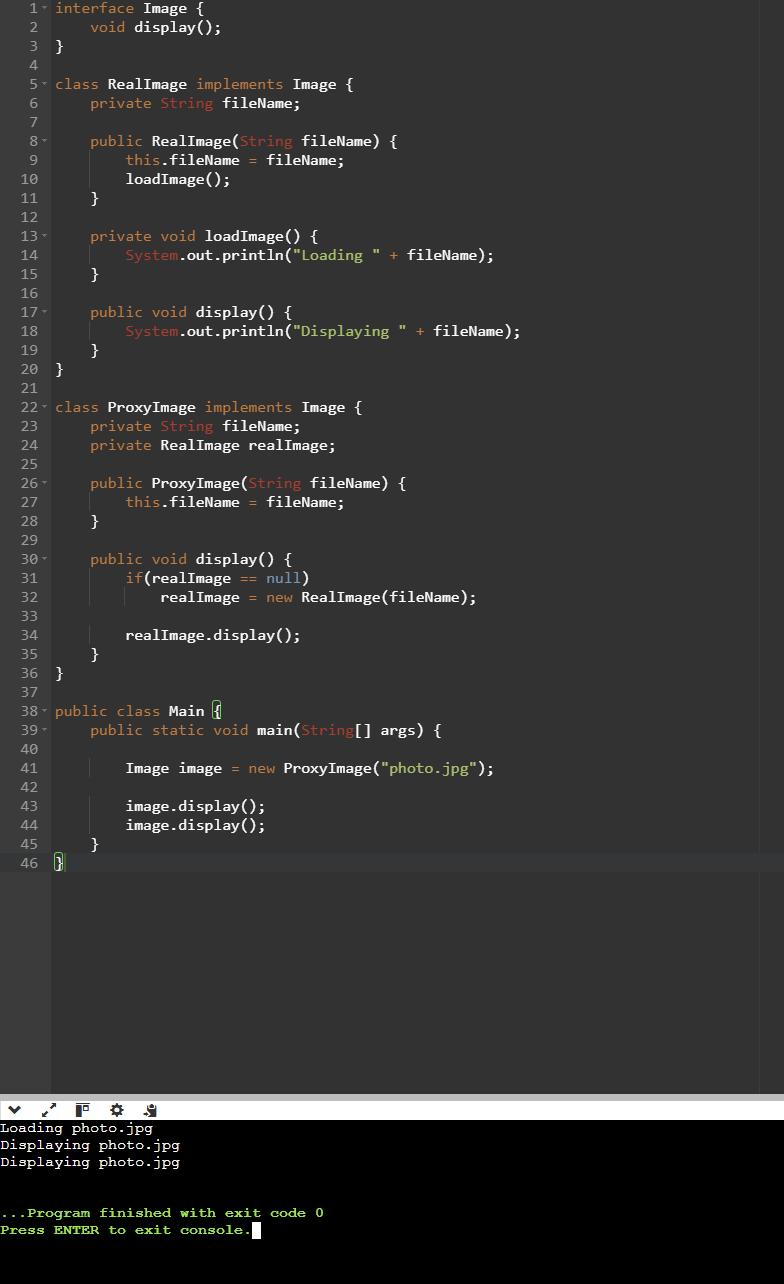 1 interface Image {
2     void display();
3 }
4
5 class RealImage implements Image {
6     private String fileName;
7
8     public RealImage(String fileName) {
9         this.fileName = fileName;
10         loadImage();
11     }
12
13     private void loadImage() {
14         System.out.println("Loading " + fileName);
15     }
16
17     public void display() {
18         System.out.println("Displaying " + fileName);
19     }
20 }
21
22 class ProxyImage implements Image {
23     private String fileName;
24     private RealImage realImage;
25
26     public ProxyImage(String fileName) {
27         this.fileName = fileName;
28     }
29
30     public void display() {
31         if(realImage == null)
32             realImage = new RealImage(fileName);
33
34         realImage.display();
35     }
36 }
37
38 public class Main {
39     public static void main(String[] args) {
40
41         Image image = new ProxyImage("photo.jpg");
42
43         image.display();
44         image.display();
45     }
46 }
Loading photo.jpg
Displaying photo.jpg
Displaying photo.jpg
...Program finished with exit code 0
Press ENTER to exit console.